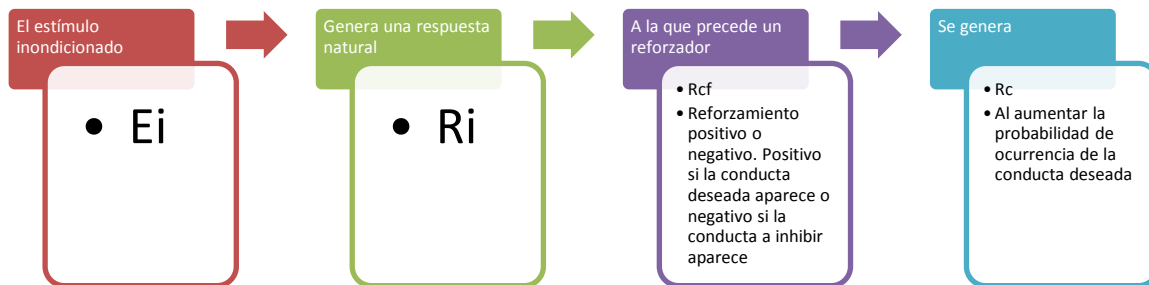 El estímulo
inondicionado
• Ei
Genera una respuesta
natural
• Ri
A la que precede un
reforzador
• Rcf
• Reforzamiento
positivo o
negativo. Positivo
si la conducta
deseada aparece o
negativo si la
conducta a inhibir
aparece
Se genera
• Rc
• Al aumentar la
probabilidad de
ocurrencia de la
conducta deseada